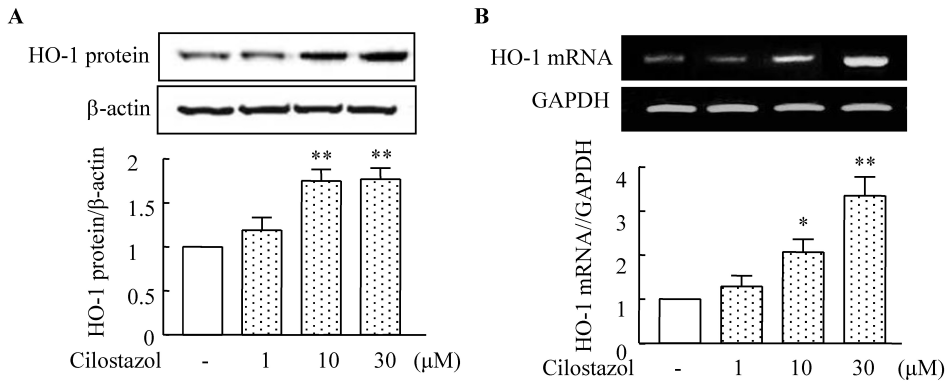 A
HO-1 protein
β-actin
** **
2
1.5
1
0.5
0
HO-1 protein/β-actin
Cilostazol - 1 10 30 (μM)
B
HO-1 mRNA
GAPDH
**
*
4
3
2
1
0
HO-1 mRNA//GAPDH
Cilostazol - 1 10 30 (μM)